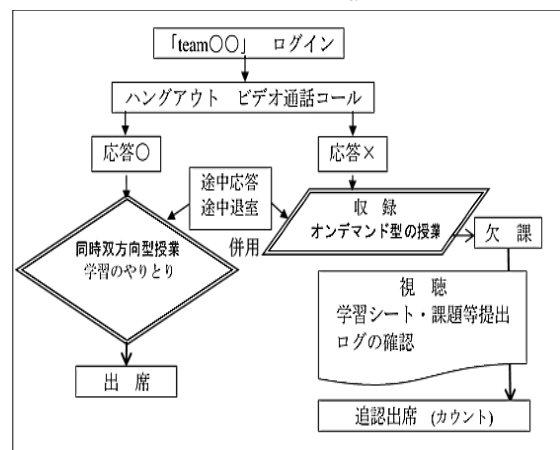 「team〇〇」 ログイン
ハングアウト ビデオ通話コール
応答〇
応答×
途中応答
途中退室
併用
同時双方向型授業
学習のやりとり
収 録
オンデマンド型の授業
欠 課
視 聴
学習シート・課題等提出
ログの確認
出 席
追認出席 (カウント)